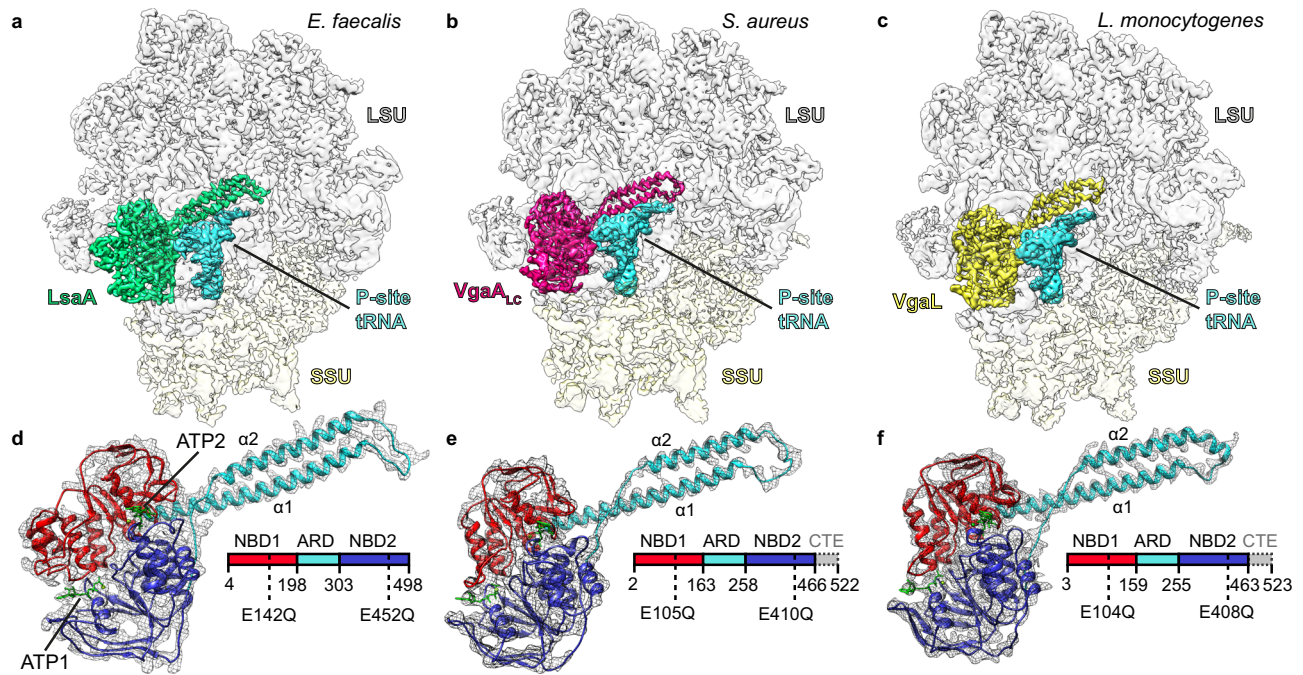 a
E. faecalis
LSU
LsaA
P-site
tRNA
SSU
b
S. aureus
LSU
VgaA_LC
P-site
tRNA
SSU
c
L. monocytogenes
LSU
VgaL
P-site
tRNA
SSU
d
ATP2
α2
α1
ATP1
NBD1 ARD NBD2
4 198 303 498
E142Q E452Q
e
α2
α1
NBD1 ARD NBD2 CTE
2 163 258 466 522
E105Q E410Q
f
α2
α1
NBD1 ARD NBD2 CTE
3 159 255 463 523
E104Q E408Q